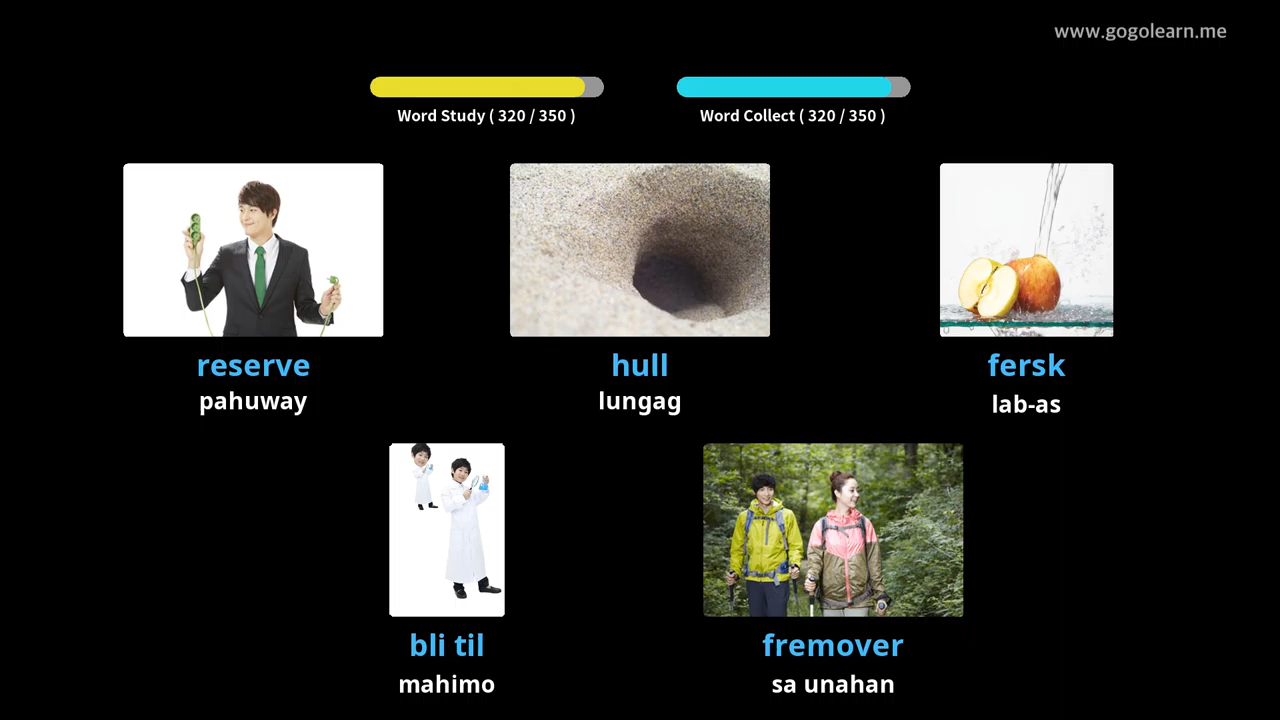 www.gogolearn.me
Word Study ( 320 / 350 )
Word Collect ( 320 / 350 )
reserve
pahuway
hull
lungag
fersk
lab-as
bli til
mahimo
fremover
sa unahan